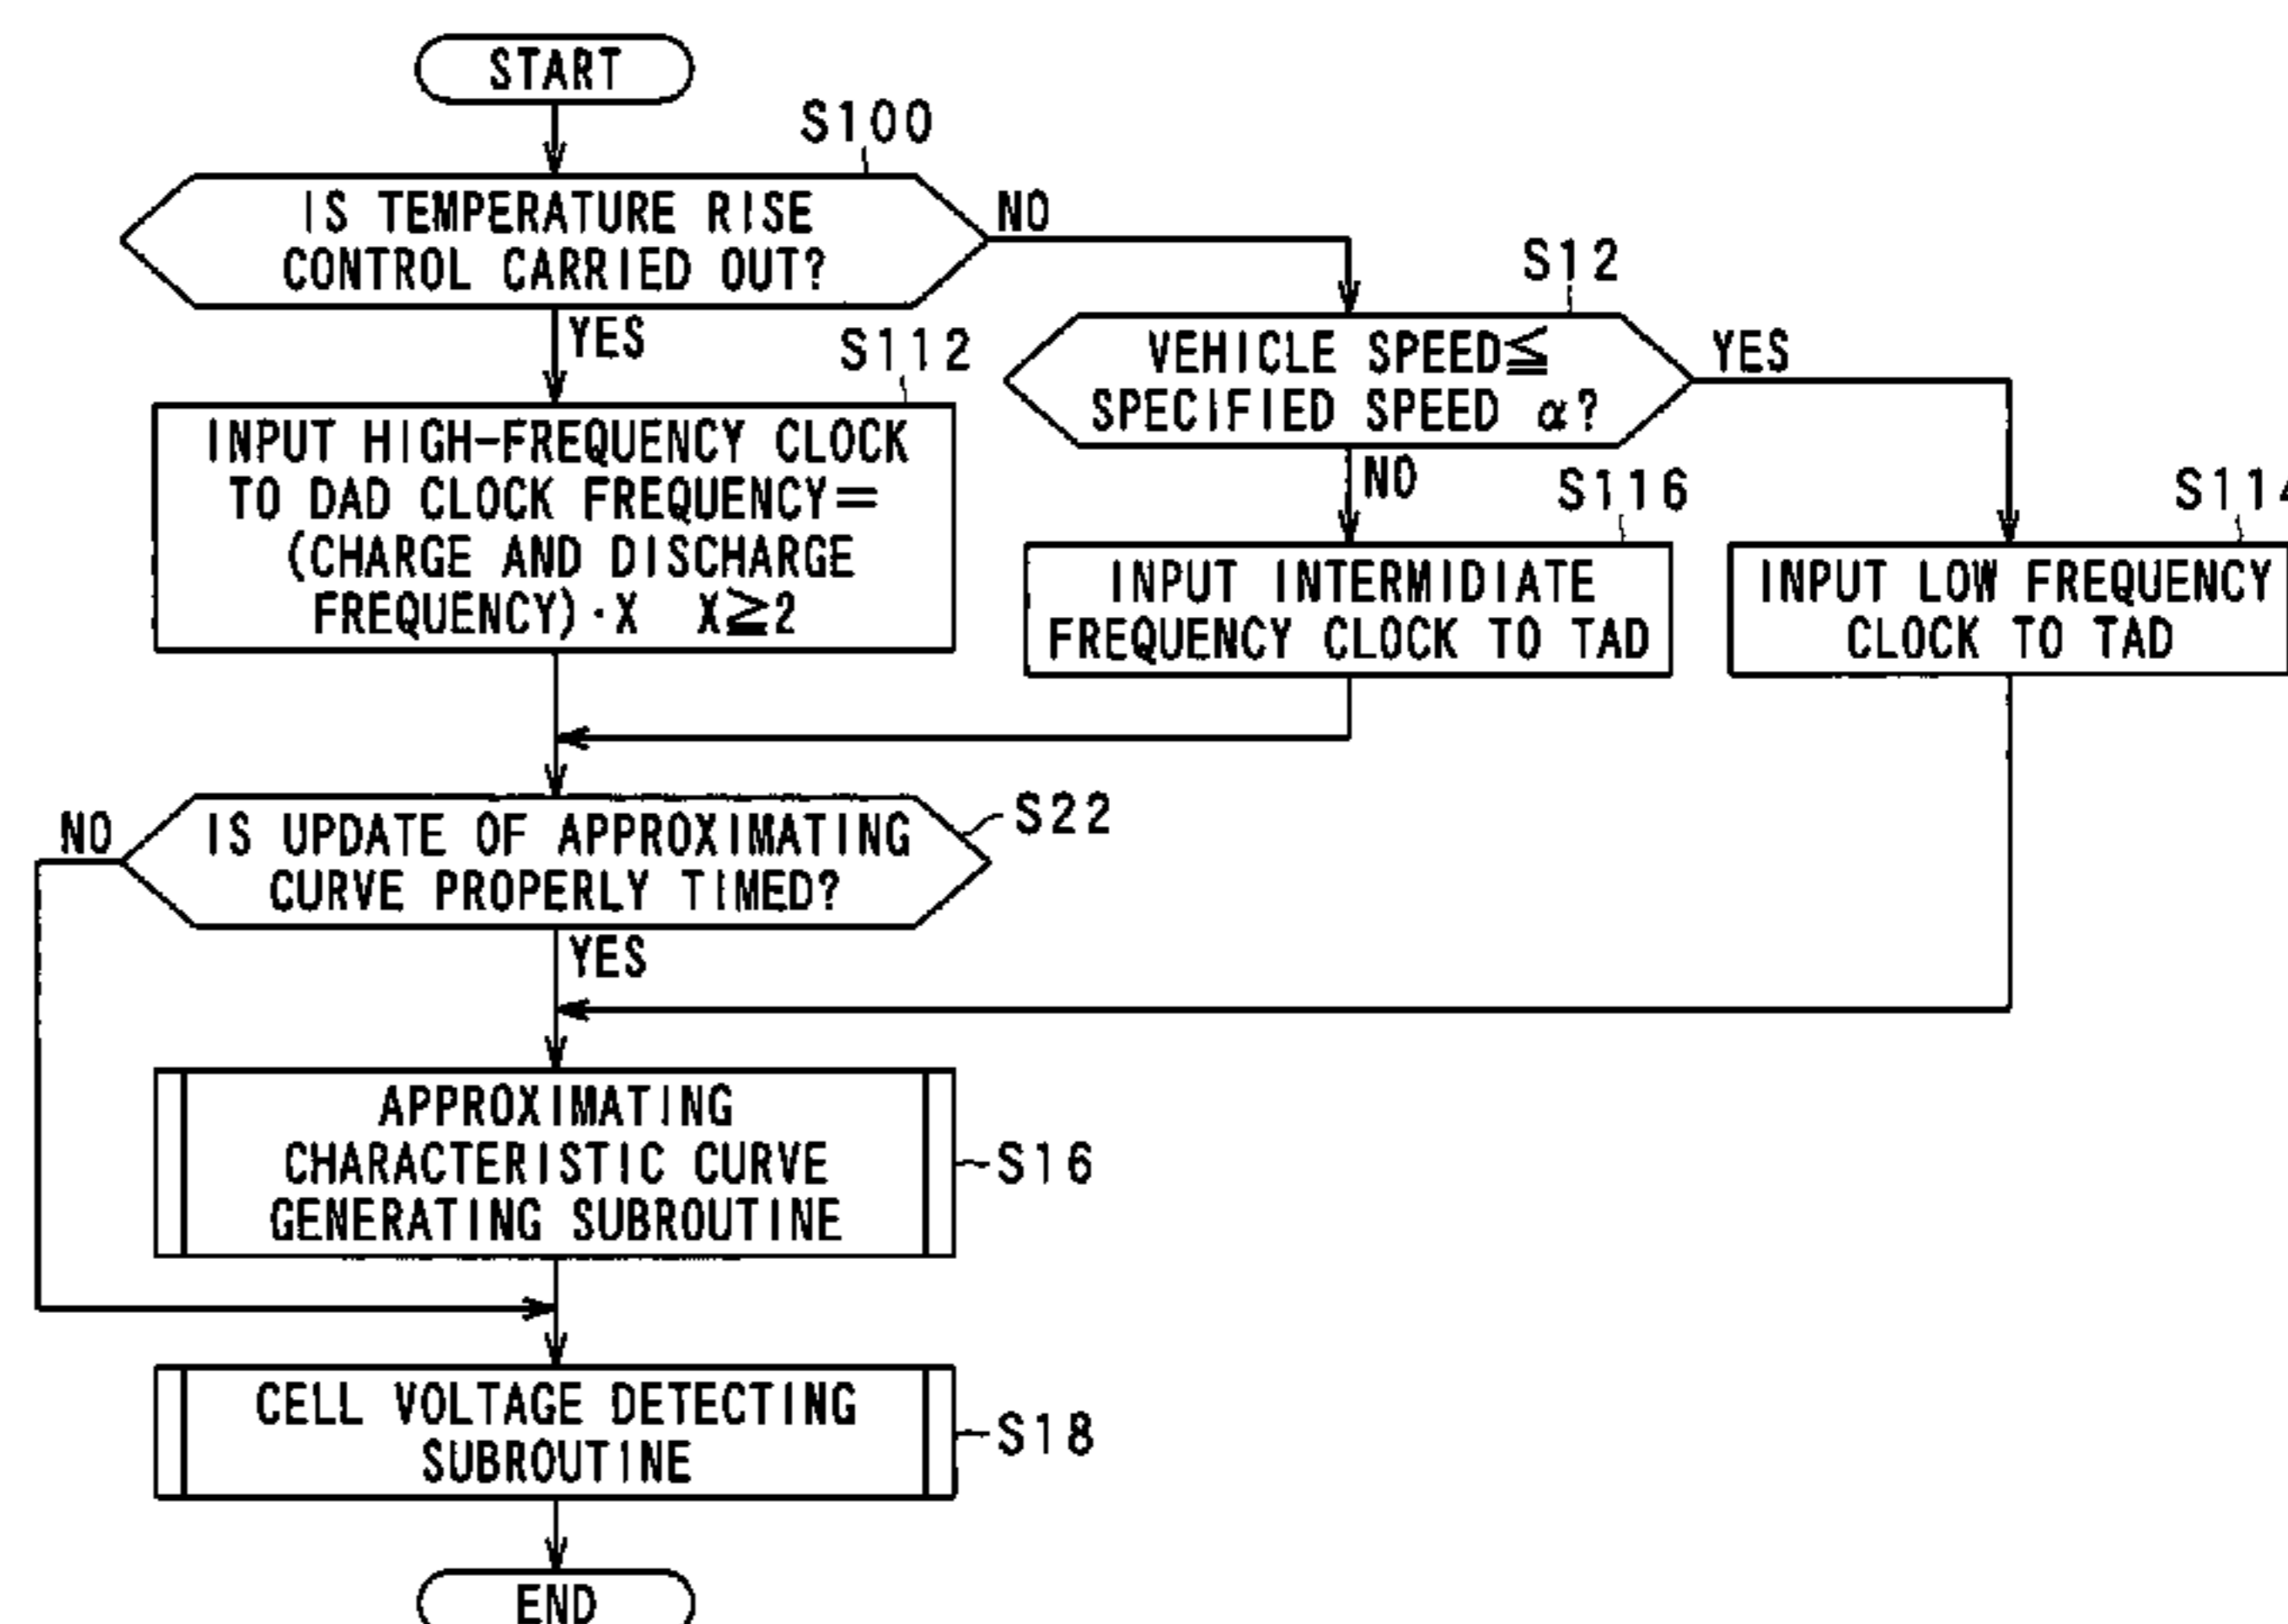 START
S100
IS TEMPERATURE RISE
CONTROL CARRIED OUT?
NO
YES
S12
VEHICLE SPEED≦
SPECIFIED SPEED α?
YES
NO
S112
INPUT HIGH-FREQUENCY CLOCK
TO DAD CLOCK FREQUENCY=
(CHARGE AND DISCHARGE
FREQUENCY)·X X≧2
S116
INPUT INTERMIDIATE
FREQUENCY CLOCK TO TAD
S114
INPUT LOW FREQUENCY
CLOCK TO TAD
S22
NO
IS UPDATE OF APPROXIMATING
CURVE PROPERLY TIMED?
YES
APPROXIMATING
CHARACTERISTIC CURVE
GENERATING SUBROUTINE
S16
CELL VOLTAGE DETECTING
SUBROUTINE
S18
END